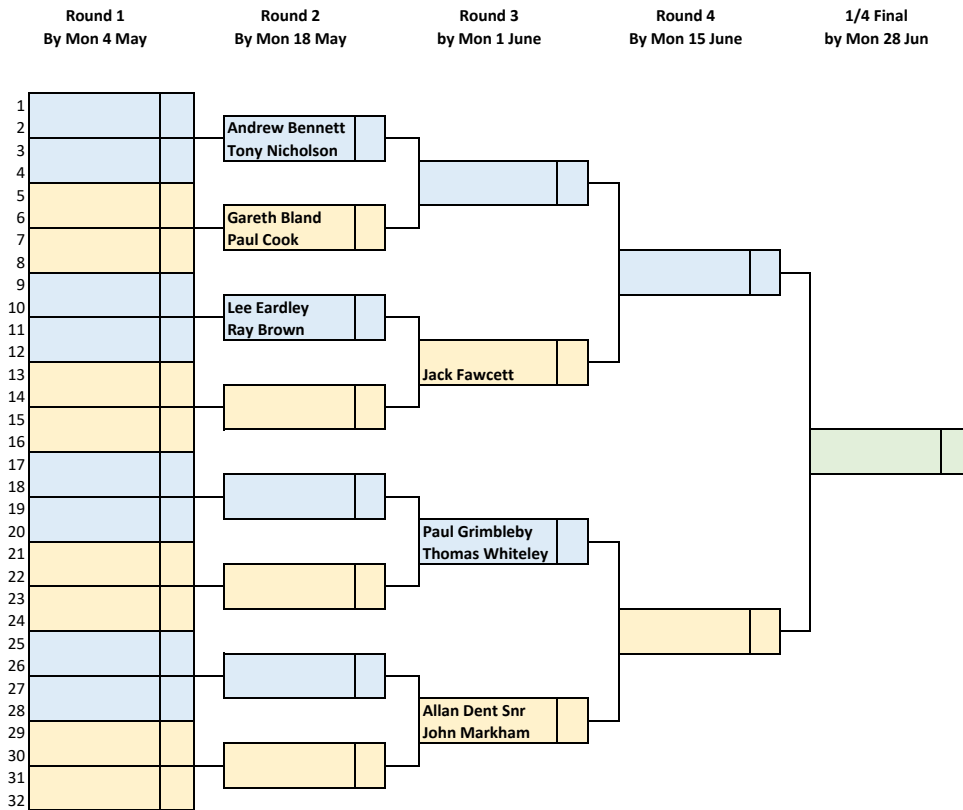 Round 1
By Mon 4 May
Round 2
By Mon 18 May
Round 3
by Mon 1 June
Round 4
By Mon 15 June
1/4 Final
by Mon 28 Jun
1
2
3
4
5
6
7
8
9
10
11
12
13
14
15
16
17
18
19
20
21
22
23
24
25
26
27
28
29
30
31
32
Andrew Bennett
Tony Nicholson
Gareth Bland
Paul Cook
Lee Eardley
Ray Brown
Jack Fawcett
Paul Grimbleby
Thomas Whiteley
Allan Dent Snr
John Markham